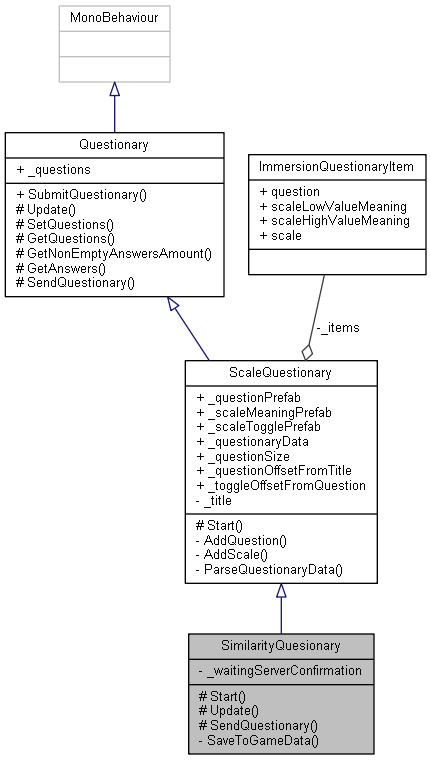 MonoBehaviour
Questionary
+ _questions
+ SubmitQuestionary()
# Update()
# SetQuestions()
# GetQuestions()
# GetNonEmptyAnswersAmount()
# GetAnswers()
# SendQuestionary()
ImmersionQuestionaryItem
+ question
+ scaleLowValueMeaning
+ scaleHighValueMeaning
+ scale
-_items
ScaleQuestionary
+ _questionPrefab
+ _scaleMeaningPrefab
+ _scaleTogglePrefab
+ _questionaryData
+ _questionSize
+ _questionOffsetFromTitle
+ _toggleOffsetFromQuestion
- _title
# Start()
- AddQuestion()
- AddScale()
- ParseQuestionaryData()
SimilarityQuesionary
- _waitingServerConfirmation
# Start()
# Update()
# SendQuestionary()
- SaveToGameData()